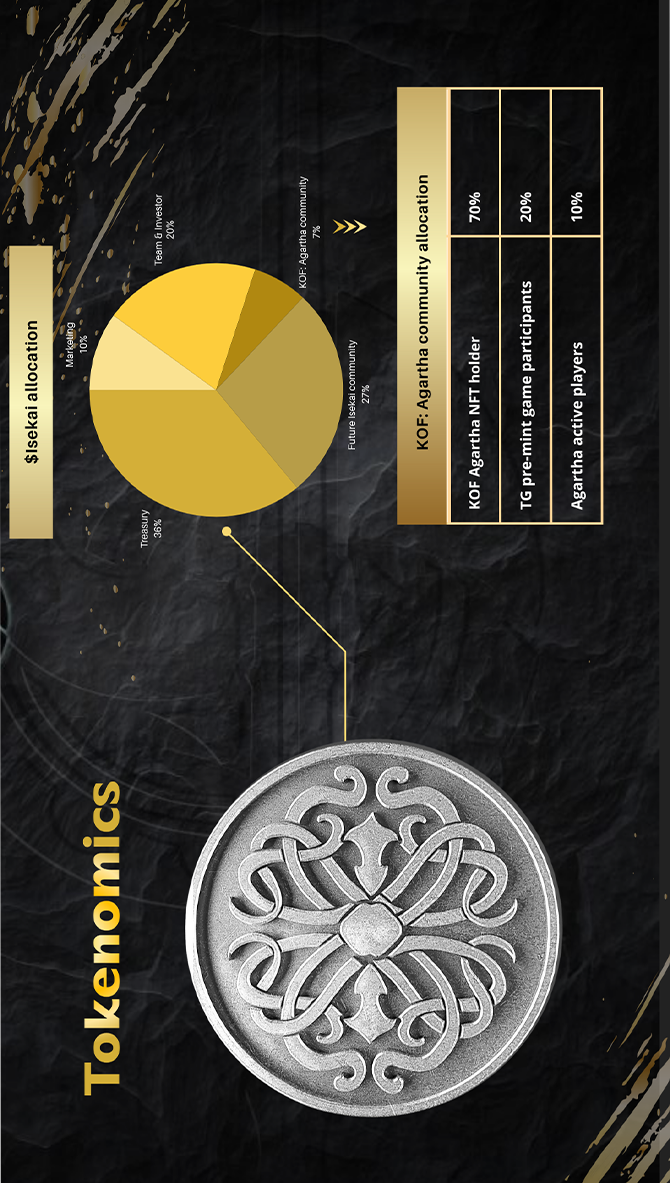 Tokenomics
$Isekai allocation
Marketing
10%
Team & Investor
20%
KOF: Agartha community
7%
Future Isekai community
27%
Treasury
36%
KOF: Agartha community allocation
KOF Agartha NFT holder 70%
TG pre-mint game participants 20%
Agartha active players 10%